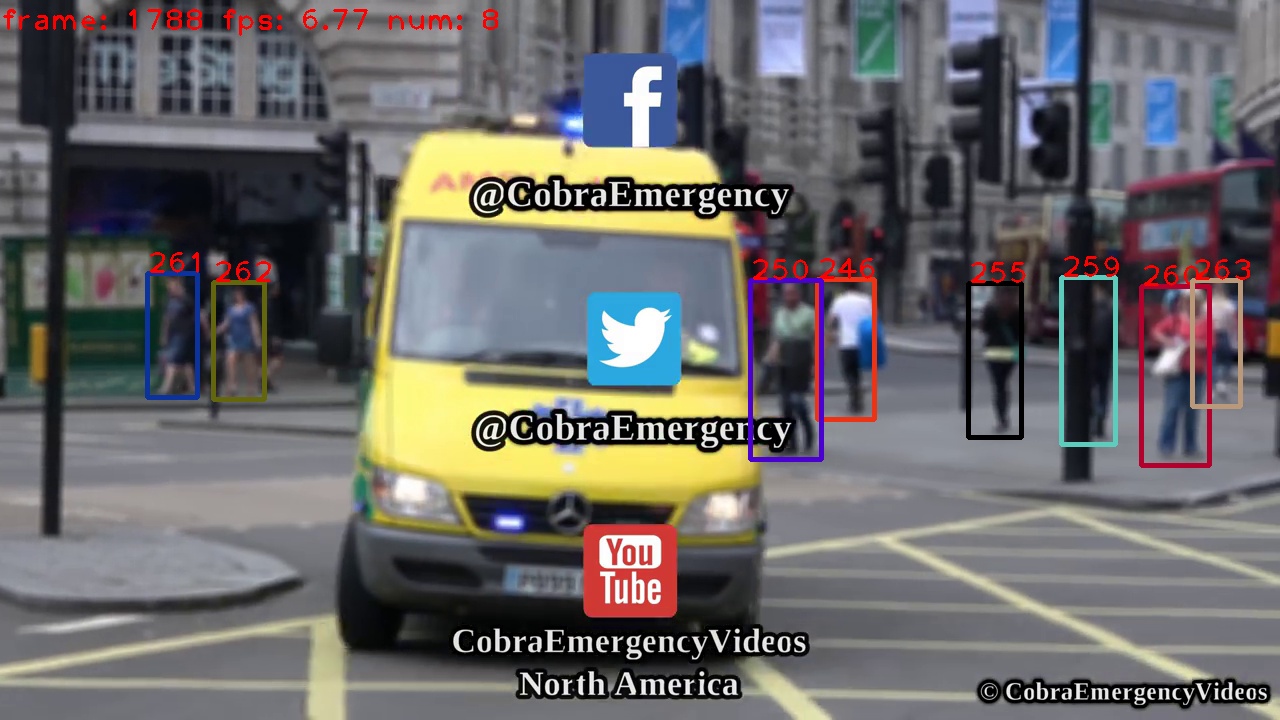 frame: 1788 fps: 6.77 num: 8
f
@CobraEmergency
261
262
250
246
255
259
260
263
@CobraEmergency
You
Tube
CobraEmergencyVideos
North America
© CobraEmergencyVideos